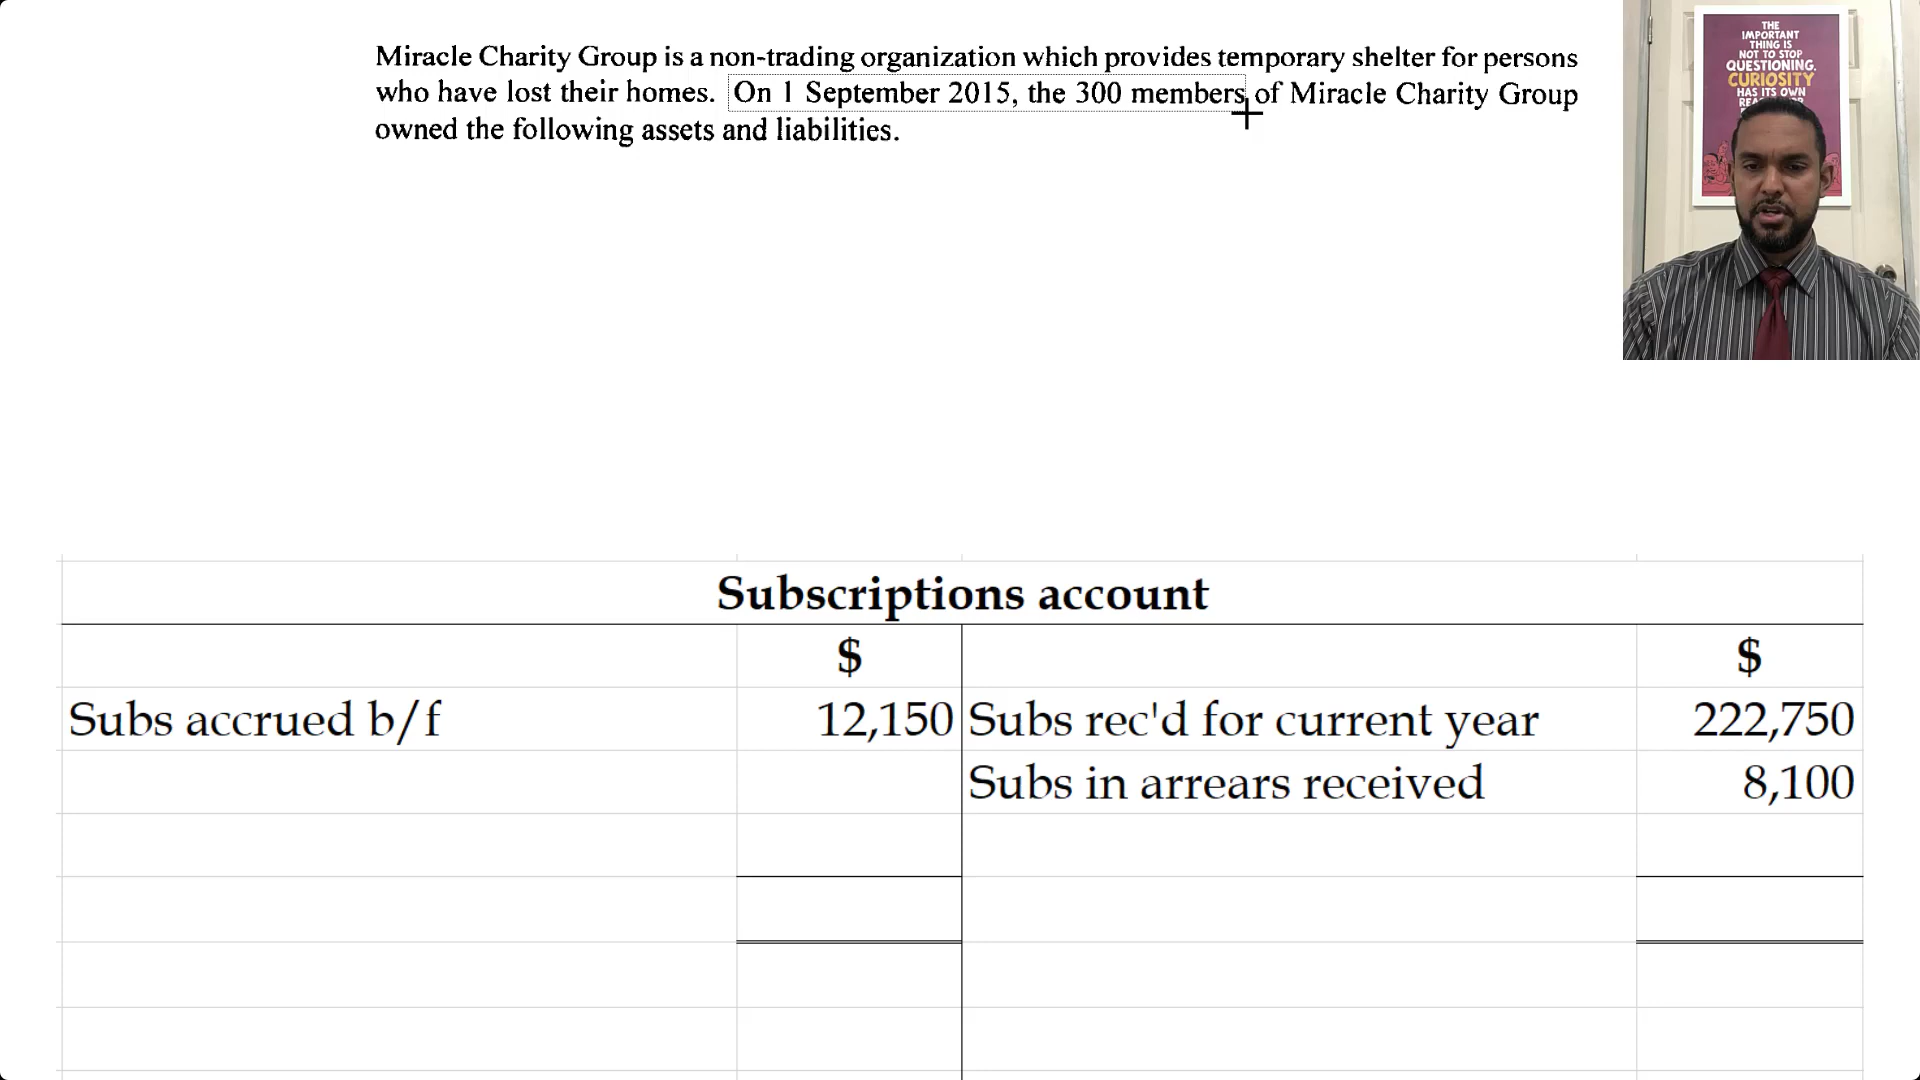 Miracle Charity Group is a non-trading organization which provides temporary shelter for persons
who have lost their homes. On 1 September 2015, the 300 members of Miracle Charity Group
owned the following assets and liabilities.
THE
IMPORTANT
THING IS
NOT TO STOP
QUESTIONING.
CURIOSITY
HAS ITS OWN
Subscriptions account
$ $
Subs accrued b/f 12,150 Subs rec'd for current year 222,750
Subs in arrears received 8,100